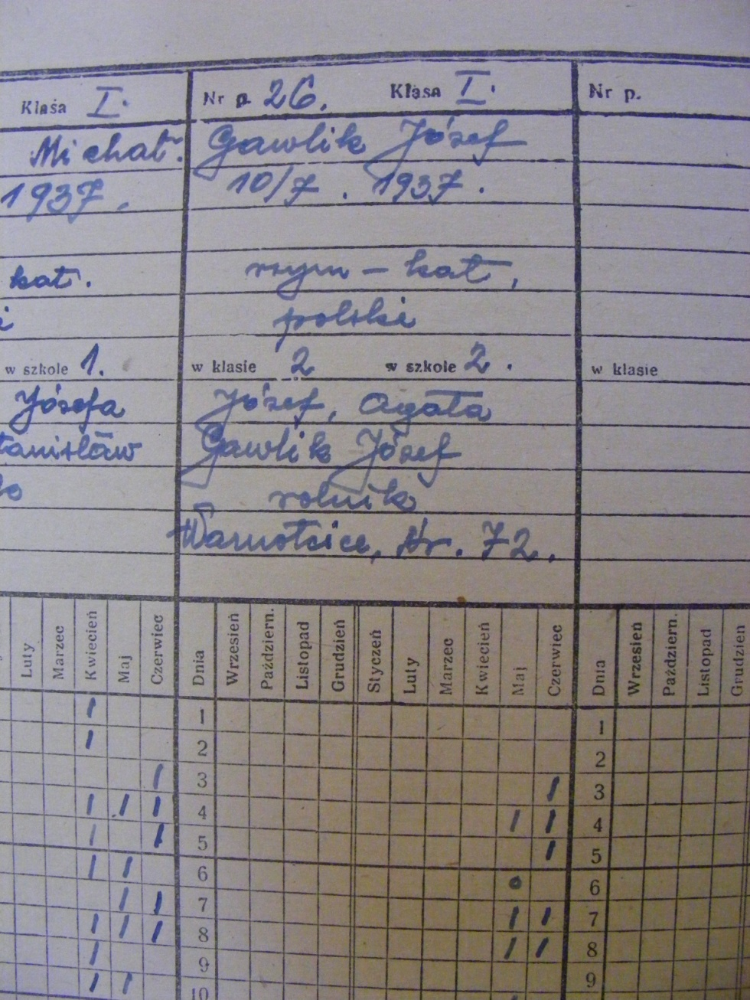 Klasa I. Nr p. 26. Klasa I. Nr p.
Michał. Gawlik Józef
1937. 10/7. 1937.
kat. rzym - kat,
polski
w szkole 1. w klasie 2 w szkole 2. w klasie
Józefa Józef, Agata
Gawlik Józef
rolnik
Nr. 72.
Luty Marzec Kwiecień Maj Czerwiec Dnia Wrzesień Październ. Listopad Grudzień Styczeń Luty Marzec Kwiecień Maj Czerwiec Dnia Wrzesień Październ. Listopad Grudzień
1 1
2 2
3 3
4 4
5 5
6 6
7 7
8 8
9 9
10